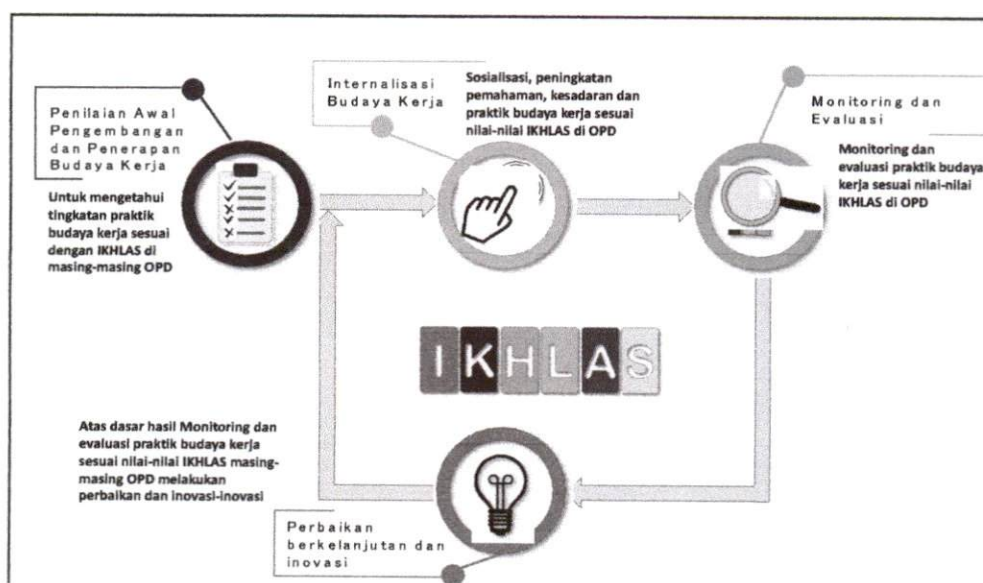 Penilaian Awal
Pengembangan
dan Penerapan
Budaya Kerja
Untuk mengetahui
tingkatan praktik
budaya kerja sesuai
dengan IKHLAS di
masing-masing OPD
Internalisasi
Budaya Kerja
Sosialisasi, peningkatan
pemahaman, kesadaran dan
praktik budaya kerja sesuai
nilai-nilai IKHLAS di OPD
Monitoring dan
Evaluasi
Monitoring dan
evaluasi praktik budaya
kerja sesuai nilai-nilai
IKHLAS di OPD
IKHLAS
Atas dasar hasil Monitoring dan
evaluasi praktik budaya kerja
sesuai nilai-nilai IKHLAS masing-
masing OPD melakukan
perbaikan dan inovasi-inovasi
Perbaikan
berkelanjutan dan
inovasi